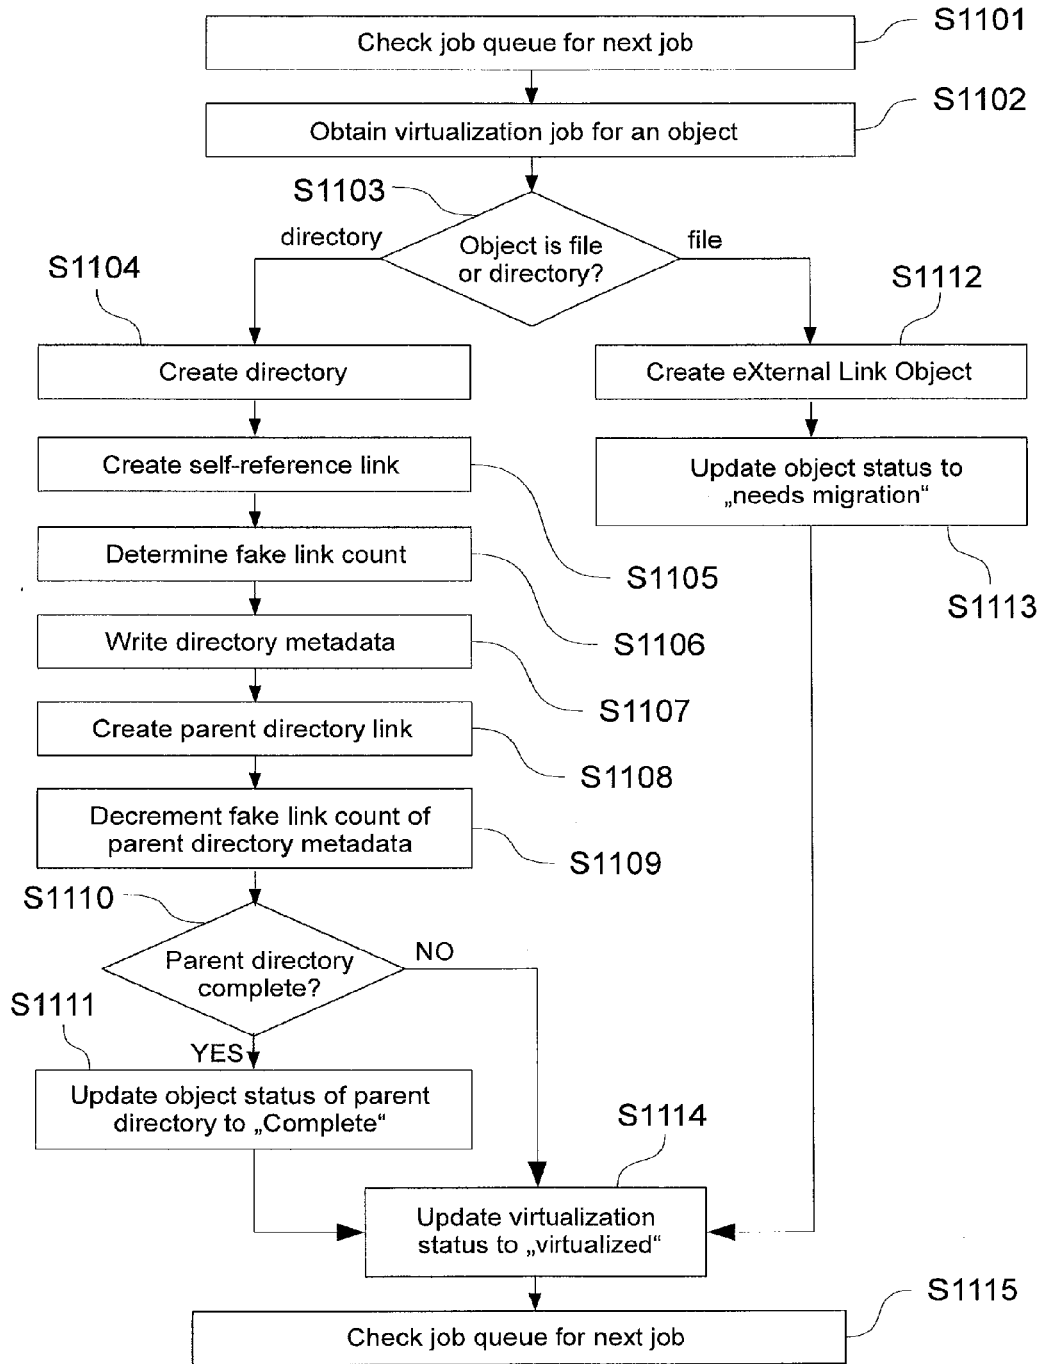 S1101
Check job queue for next job
S1102
Obtain virtualization job for an object
S1103
directory
Object is file
or directory?
file
S1104
S1112
Create directory
Create eXternal Link Object
Create self-reference link
Update object status to
„needs migration“
Determine fake link count
S1105
S1113
Write directory metadata
S1106
S1107
Create parent directory link
S1108
Decrement fake link count of
parent directory metadata
S1109
S1110
NO
Parent directory
complete?
S1111
YES
Update object status of parent
directory to „Complete“
S1114
Update virtualization
status to „virtualized“
S1115
Check job queue for next job